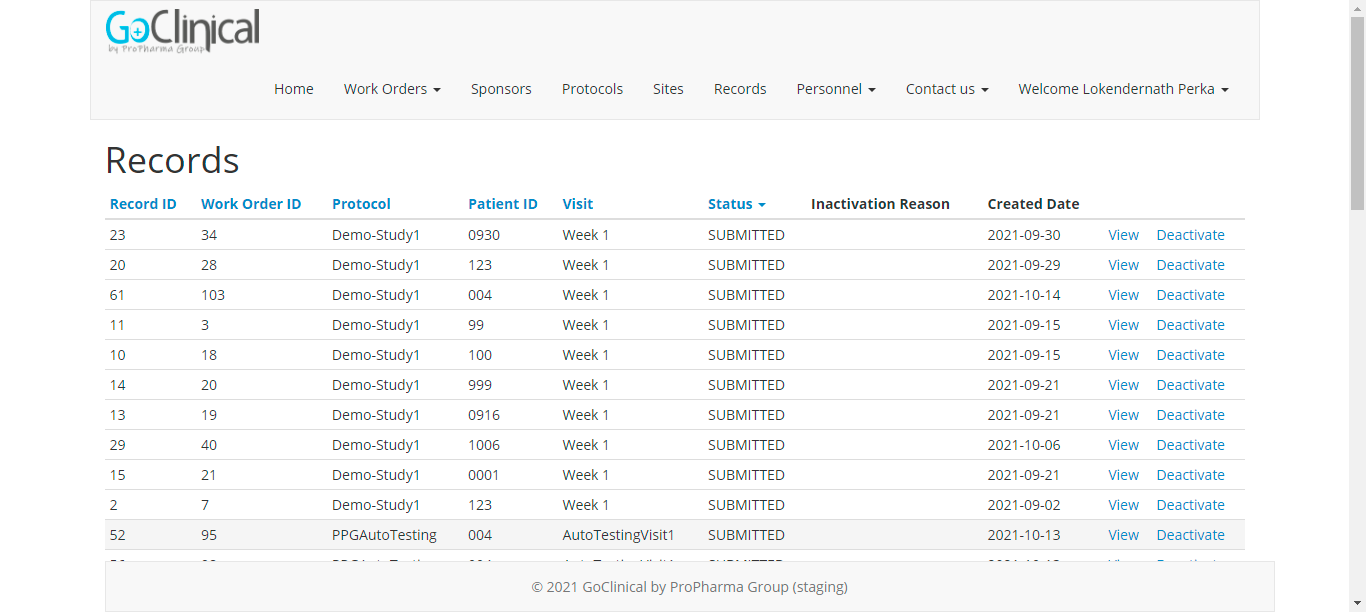 GoClinical
by ProPharma Group
Home Work Orders Sponsors Protocols Sites Records Personnel Contact us Welcome Lokendernath Perka
Records
Record ID Work Order ID Protocol Patient ID Visit Status Inactivation Reason Created Date
23 34 Demo-Study1 0930 Week 1 SUBMITTED 2021-09-30 View Deactivate
20 28 Demo-Study1 123 Week 1 SUBMITTED 2021-09-29 View Deactivate
61 103 Demo-Study1 004 Week 1 SUBMITTED 2021-10-14 View Deactivate
11 3 Demo-Study1 99 Week 1 SUBMITTED 2021-09-15 View Deactivate
10 18 Demo-Study1 100 Week 1 SUBMITTED 2021-09-15 View Deactivate
14 20 Demo-Study1 999 Week 1 SUBMITTED 2021-09-21 View Deactivate
13 19 Demo-Study1 0916 Week 1 SUBMITTED 2021-09-21 View Deactivate
29 40 Demo-Study1 1006 Week 1 SUBMITTED 2021-10-06 View Deactivate
15 21 Demo-Study1 0001 Week 1 SUBMITTED 2021-09-21 View Deactivate
2 7 Demo-Study1 123 Week 1 SUBMITTED 2021-09-02 View Deactivate
52 95 PPGAutoTesting 004 AutoTestingVisit1 SUBMITTED 2021-10-13 View Deactivate
© 2021 GoClinical by ProPharma Group (staging)